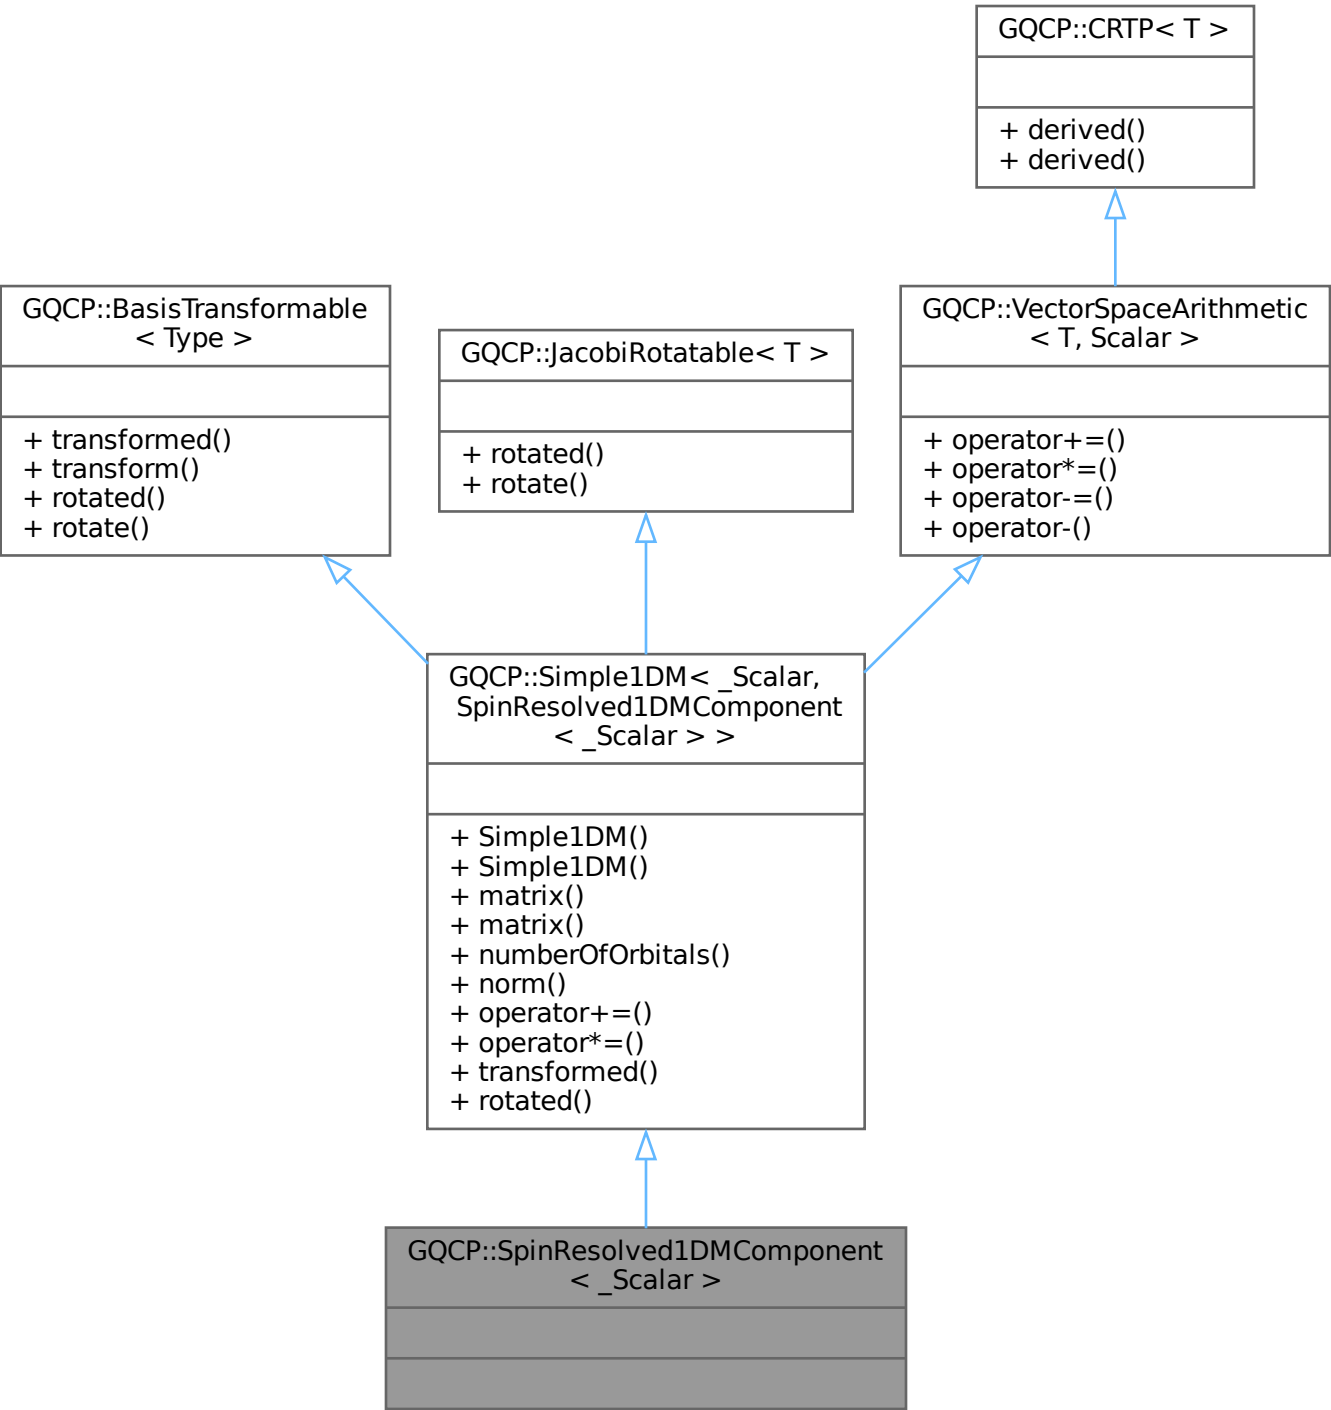 GQCP::CRTP< T >
+ derived()
+ derived()
GQCP::BasisTransformable
< Type >
+ transformed()
+ transform()
+ rotated()
+ rotate()
GQCP::JacobiRotatable< T >
+ rotated()
+ rotate()
GQCP::VectorSpaceArithmetic
< T, Scalar >
+ operator+=()
+ operator*=()
+ operator-=()
+ operator-()
GQCP::Simple1DM< _Scalar,
SpinResolved1DMComponent
< _Scalar > >
+ Simple1DM()
+ Simple1DM()
+ matrix()
+ matrix()
+ numberOfOrbitals()
+ norm()
+ operator+=()
+ operator*=()
+ transformed()
+ rotated()
GQCP::SpinResolved1DMComponent
< _Scalar >